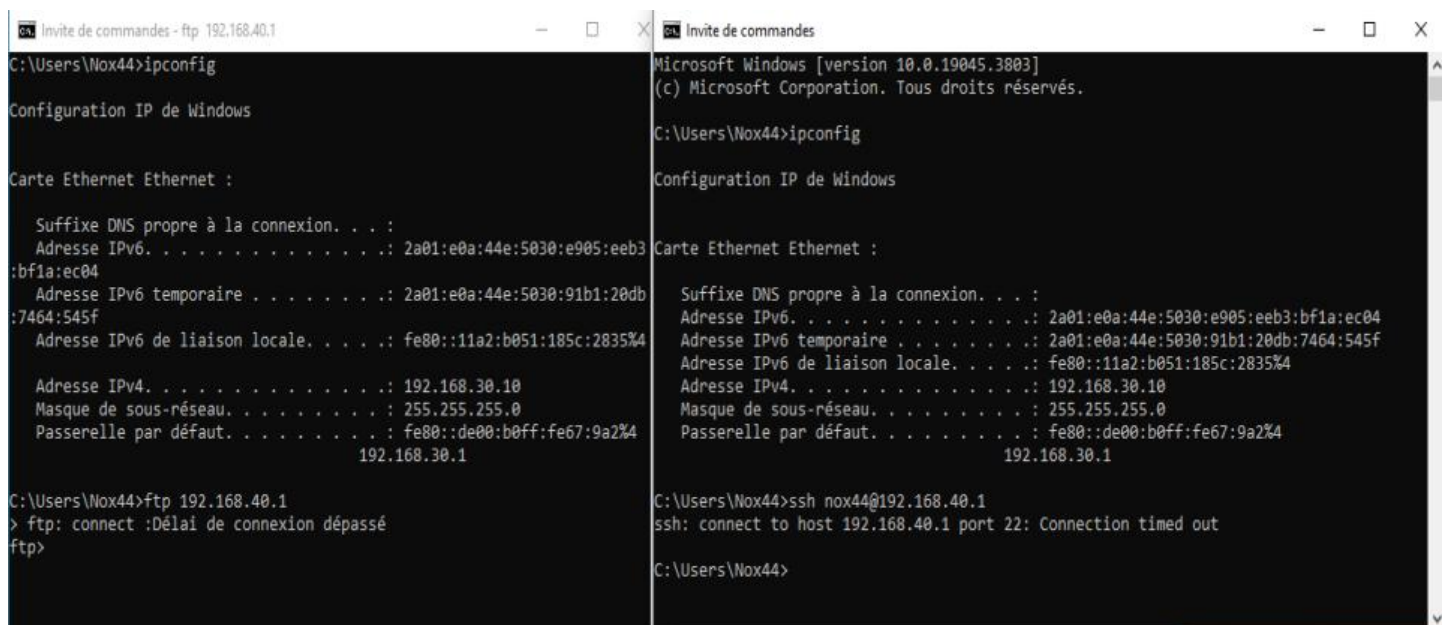 Invite de commandes - ftp 192.168.40.1
C:\Users\Nox44>ipconfig
Configuration IP de Windows
Carte Ethernet Ethernet :
Suffixe DNS propre à la connexion. . . :
Adresse IPv6. . . . . . . . . . . . . .: 2a01:e0a:44e:5030:e905:eeb3
:bf1a:ec04
Adresse IPv6 temporaire . . . . . . . .: 2a01:e0a:44e:5030:91b1:20db
:7464:545f
Adresse IPv6 de liaison locale. . . . .: fe80::11a2:b051:185c:2835%4
Adresse IPv4. . . . . . . . . . . . . .: 192.168.30.10
Masque de sous-réseau. . . . . . . . . : 255.255.255.0
Passerelle par défaut. . . . . . . . . : fe80::de00:b0ff:fe67:9a2%4
192.168.30.1
C:\Users\Nox44>ftp 192.168.40.1
> ftp: connect :Délai de connexion dépassé
ftp>
Invite de commandes
Microsoft Windows [version 10.0.19045.3803]
(c) Microsoft Corporation. Tous droits réservés.
C:\Users\Nox44>ipconfig
Configuration IP de Windows
Carte Ethernet Ethernet :
Suffixe DNS propre à la connexion. . . :
Adresse IPv6. . . . . . . . . . . . . .: 2a01:e0a:44e:5030:e905:eeb3:bf1a:ec04
Adresse IPv6 temporaire . . . . . . . .: 2a01:e0a:44e:5030:91b1:20db:7464:545f
Adresse IPv6 de liaison locale. . . . .: fe80::11a2:b051:185c:2835%4
Adresse IPv4. . . . . . . . . . . . . .: 192.168.30.10
Masque de sous-réseau. . . . . . . . . : 255.255.255.0
Passerelle par défaut. . . . . . . . . : fe80::de00:b0ff:fe67:9a2%4
192.168.30.1
C:\Users\Nox44>ssh nox44@192.168.40.1
ssh: connect to host 192.168.40.1 port 22: Connection timed out
C:\Users\Nox44>